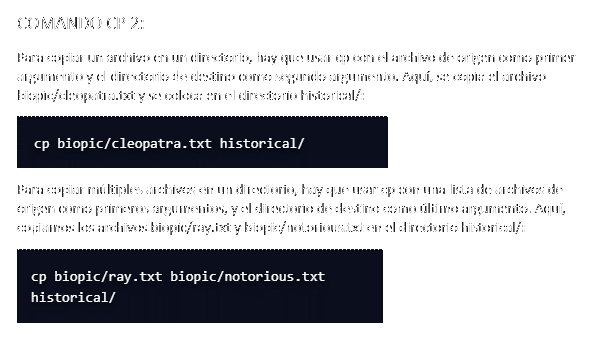 COMANDO CP 2:
Para copiar un archivo en un directorio, hay que usar cp con el archivo de origen como primer
argumento y el directorio de destino como segundo argumento. Aquí, se copia el archivo
biopic/cleopatra.txt y se coloca en el directorio historical/:
cp biopic/cleopatra.txt historical/
Para copiar múltiples archivos en un directorio, hay que usar cp con una lista de archivos de
origen como primeros argumentos, y el directorio de destino como último argumento. Aquí,
copiamos los archivos biopic/ray.txt y biopic/notorious.txt en el directorio historical/:
cp biopic/ray.txt biopic/notorious.txt
historical/